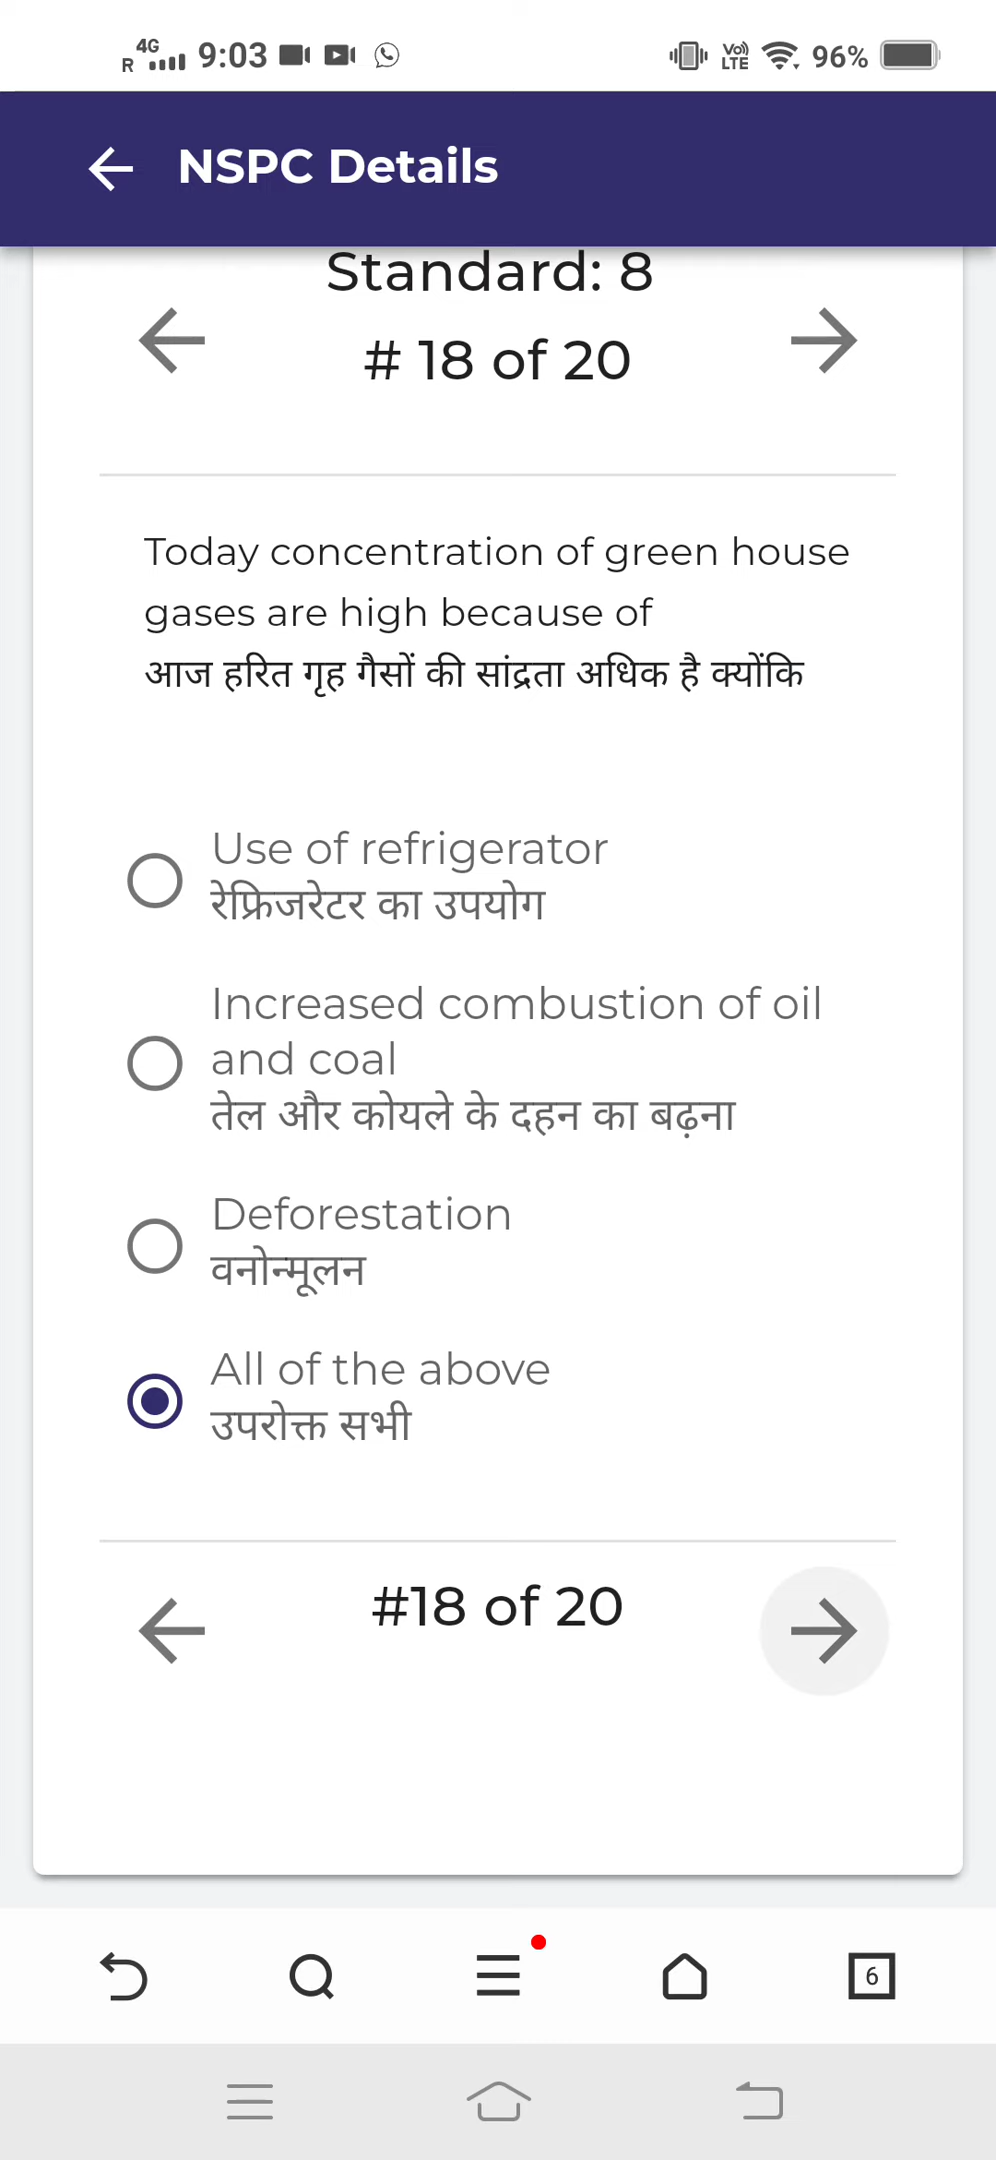 R 4G 9:03 Vo) LTE 96%
NSPC Details
Standard: 8
# 18 of 20
Today concentration of green house
gases are high because of
आज हरित गृह गैसों की सांद्रता अधिक है क्योंकि
Use of refrigerator
रेफ्रिजरेटर का उपयोग
Increased combustion of oil
and coal
तेल और कोयले के दहन का बढ़ना
Deforestation
वनोन्मूलन
All of the above
उपरोक्त सभी
#18 of 20
6